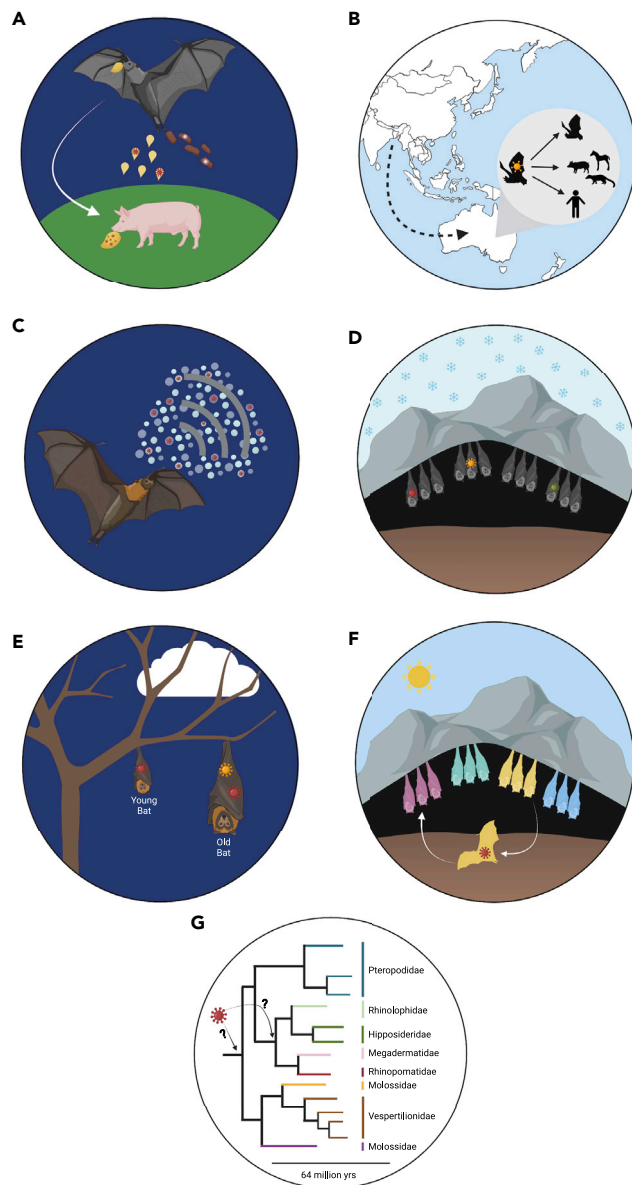 A
B
C
D
E
Young
Bat
Old
Bat
F
G
?
?
Pteropodidae
Rhinolophidae
Hipposideridae
Megadermatidae
Rhinopomatidae
Molossidae
Vespertilionidae
Molossidae
64 million yrs